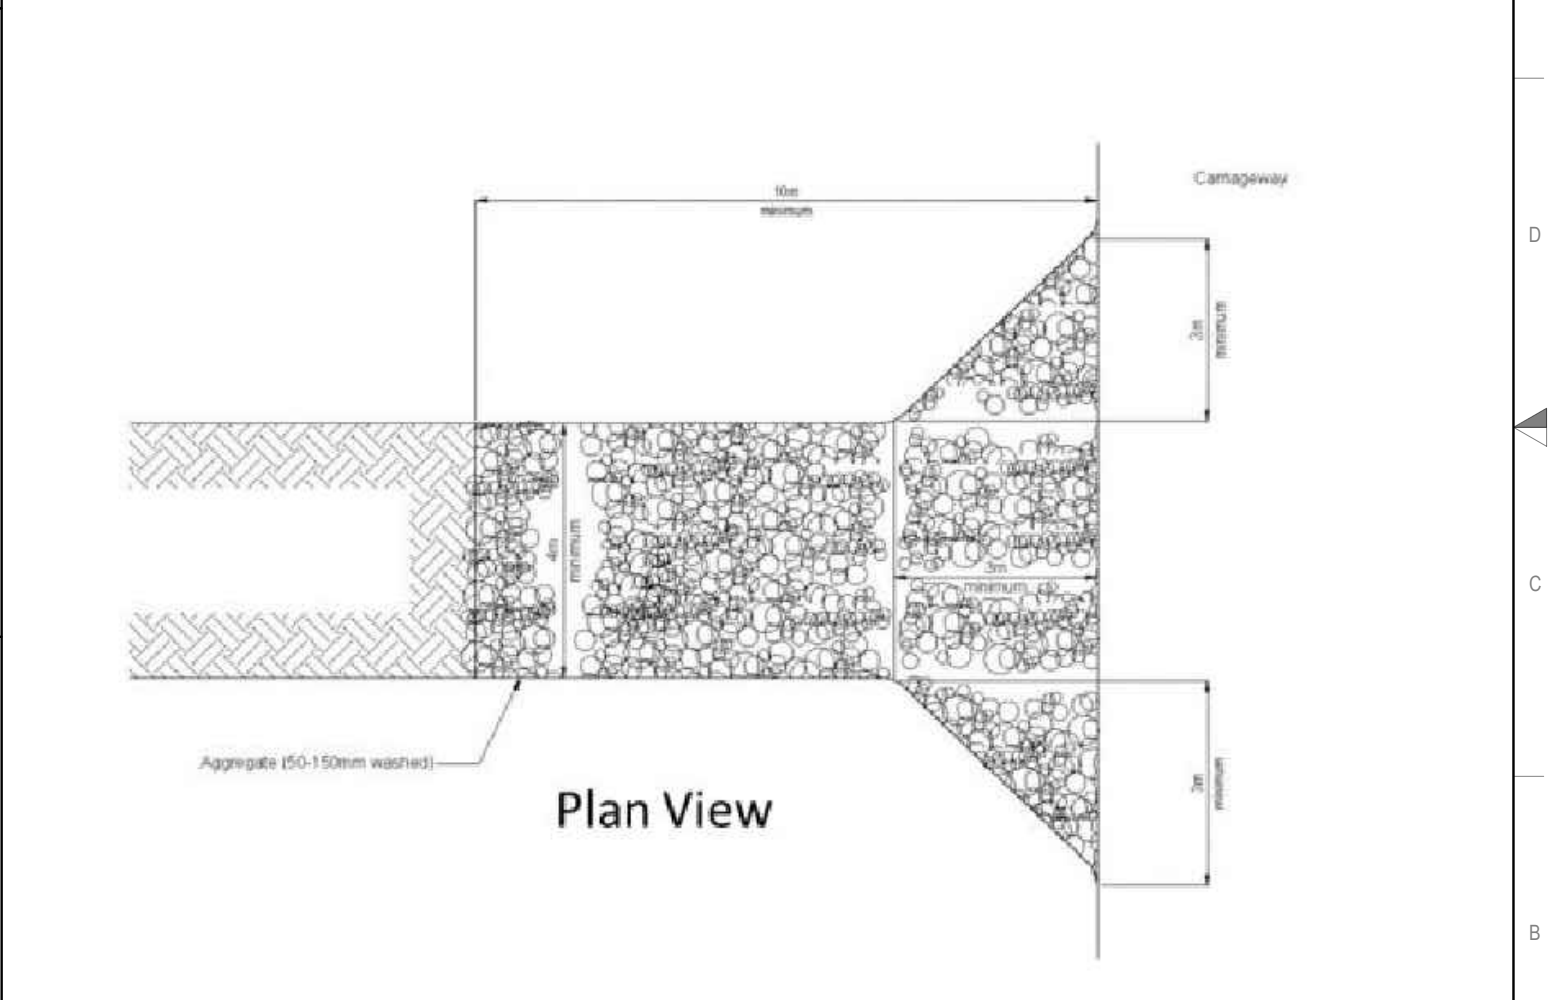 Carriageway
10m
minimum
D
3m
minimum
4m
minimum
3m
minimum
C
Aggregate (50-150mm washed)
3m
minimum
Plan View
B